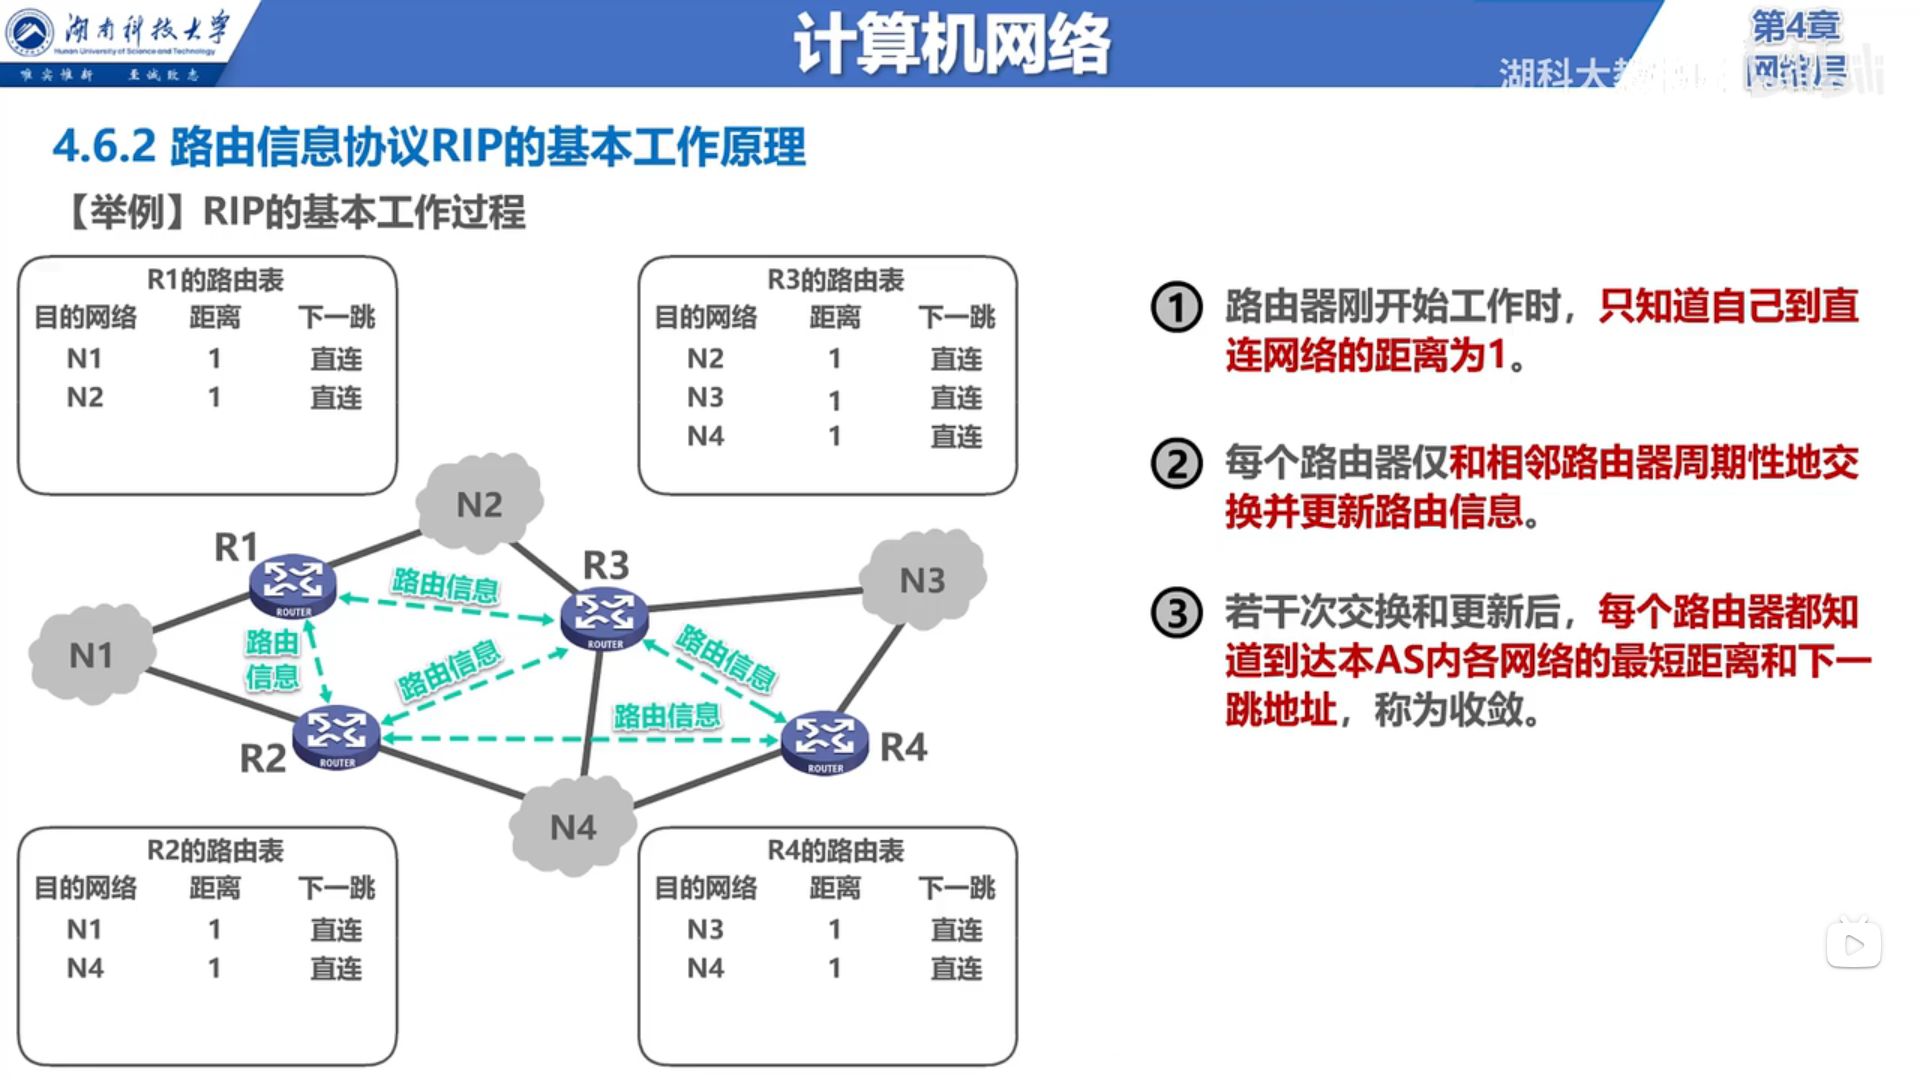 湖南科技大学
Hunan University of Science and Technology
唯实惟新 至诚致志
计算机网络
第4章
网络层
湖科大教
4.6.2 路由信息协议RIP的基本工作原理
【举例】RIP的基本工作过程
R1的路由表
目的网络 距离 下一跳
N1 1 直连
N2 1 直连
R3的路由表
目的网络 距离 下一跳
N2 1 直连
N3 1 直连
N4 1 直连
① 路由器刚开始工作时，只知道自己到直
连网络的距离为1。
② 每个路由器仅和相邻路由器周期性地交
换并更新路由信息。
③ 若干次交换和更新后，每个路由器都知
道到达本AS内各网络的最短距离和下一
跳地址，称为收敛。
N2
R1
ROUTER
路由信息
R3
ROUTER
N3
N1
路由
信息
路由信息
路由信息
路由信息
R2
ROUTER
R4
ROUTER
N4
R2的路由表
目的网络 距离 下一跳
N1 1 直连
N4 1 直连
R4的路由表
目的网络 距离 下一跳
N3 1 直连
N4 1 直连